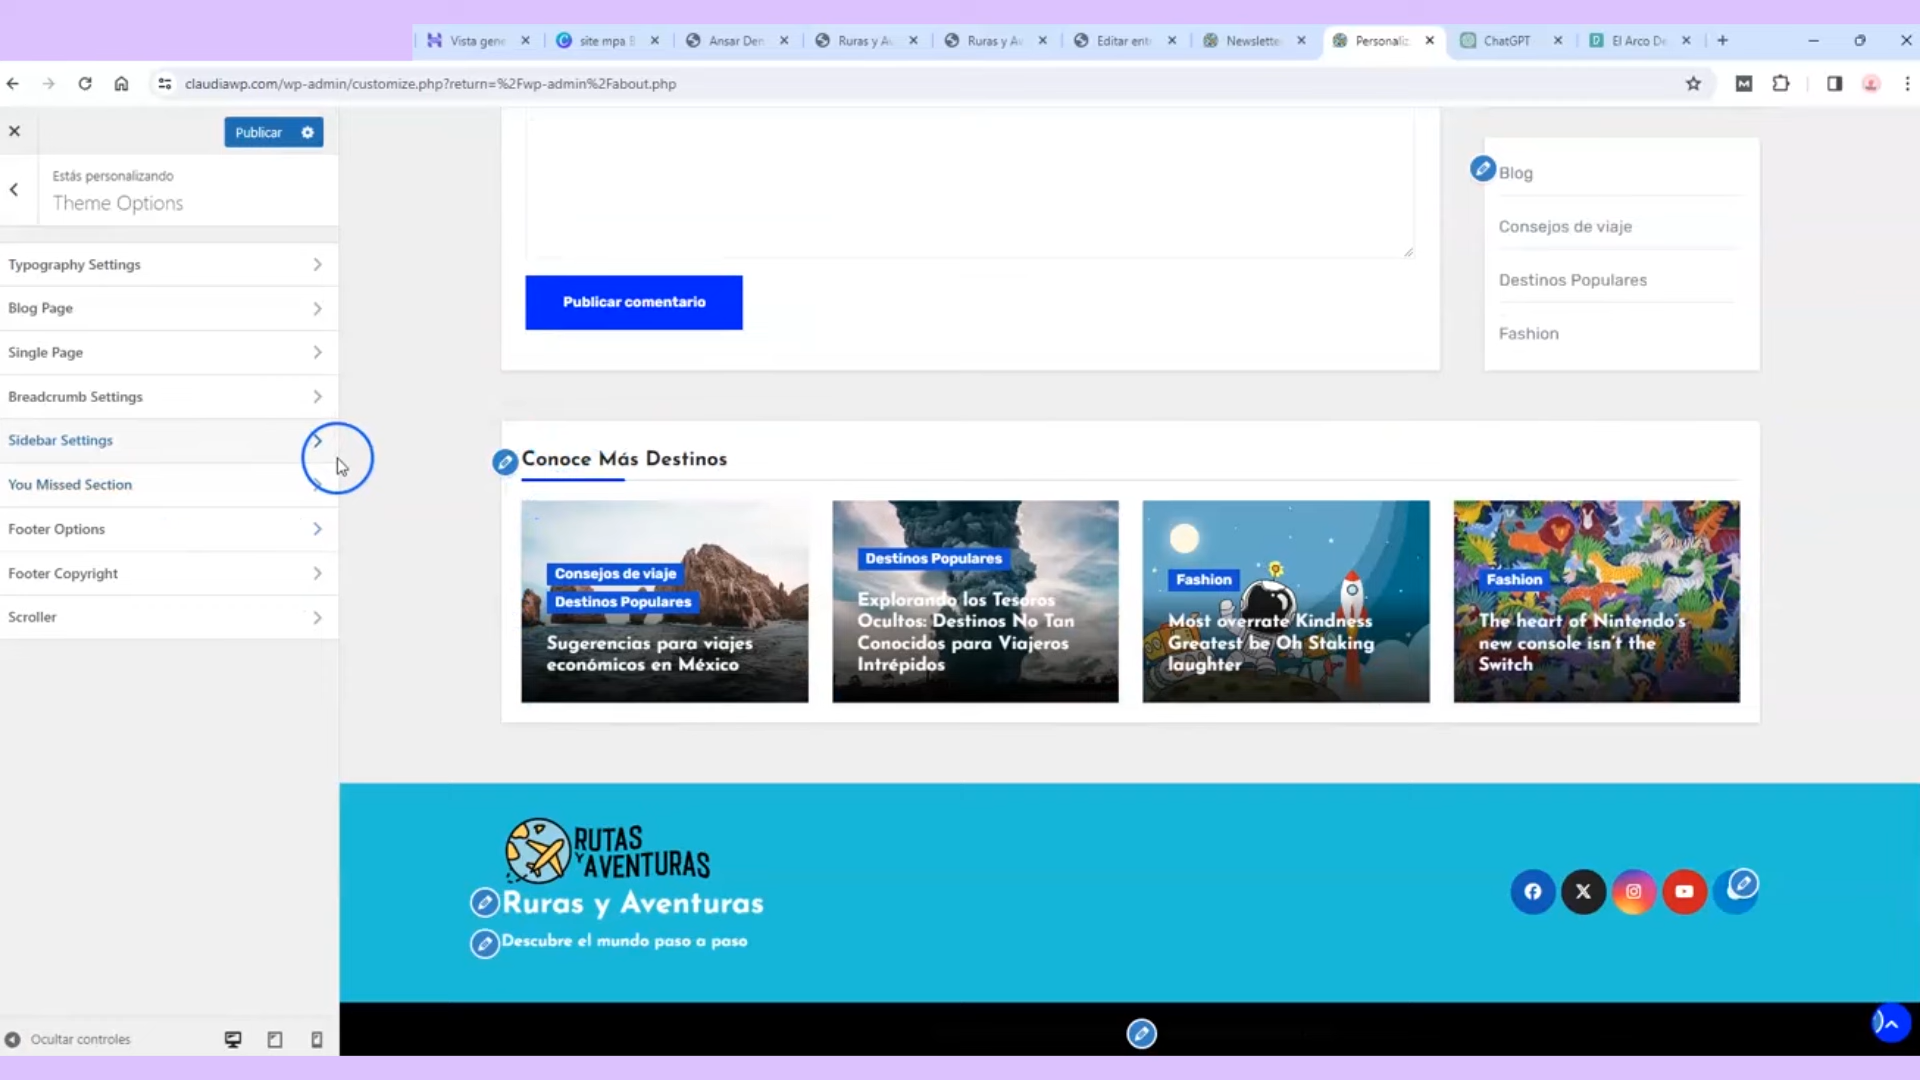 Vista gene
site mpa B
Ansar Den
Ruras y Av
Ruras y Av
Editar entr
Newslette
Personaliz
ChatGPT
El Arco De
claudiawp.com/wp-admin/customize.php?return=%2Fwp-admin%2Fabout.php
Publicar
Estás personalizando
Theme Options
Typography Settings
Blog Page
Single Page
Breadcrumb Settings
Sidebar Settings
You Missed Section
Footer Options
Footer Copyright
Scroller
Ocultar controles
Publicar comentario
Blog
Consejos de viaje
Destinos Populares
Fashion
Conoce Más Destinos
Consejos de viaje
Destinos Populares
Sugerencias para viajes
económicos en México
Destinos Populares
Explorando los Tesoros
Ocultos: Destinos No Tan
Conocidos para Viajeros
Intrépidos
Fashion
Most overrate Kindness
Greatest be Oh Staking
laughter
Fashion
The heart of Nintendo's
new console isn't the
Switch
RUTAS
Y AVENTURAS
Ruras y Aventuras
Descubre el mundo paso a paso